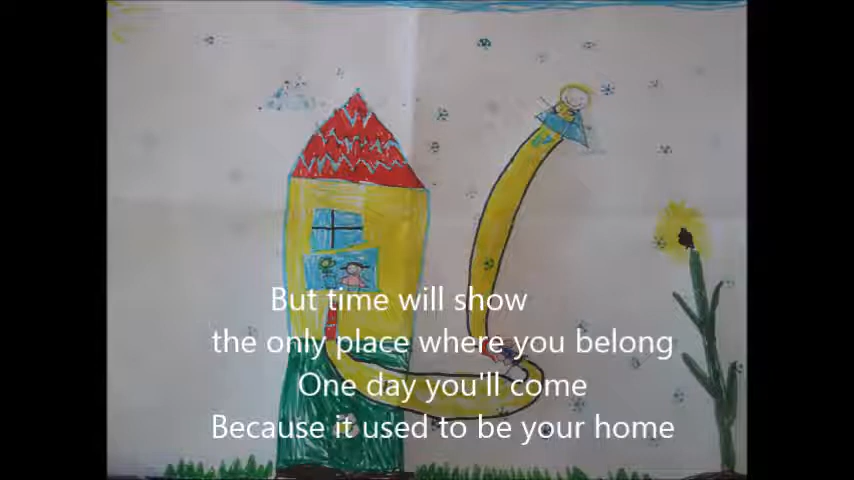 But time will show
the only place where you belong
One day you'll come
Because it used to be your home